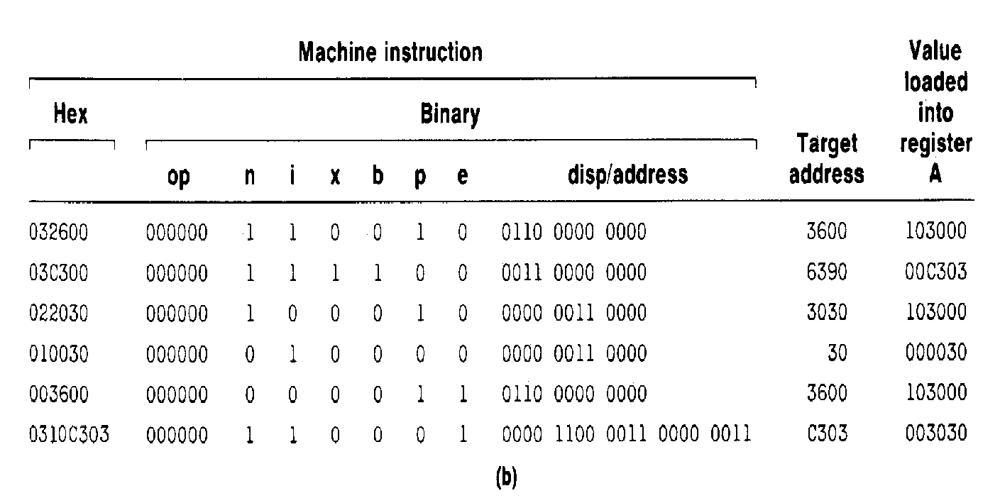 Machine instruction
Value
loaded
into
register
A
Hex
Binary
Target
address
op n i x b p e disp/address
032600 000000 1 1 0 0 1 0 0110 0000 0000 3600 103000
03C300 000000 1 1 1 1 0 0 0011 0000 0000 6390 00C303
022030 000000 1 0 0 0 1 0 0000 0011 0000 3030 103000
010030 000000 0 1 0 0 0 0 0000 0011 0000 30 000030
003600 000000 0 0 0 0 1 1 0110 0000 0000 3600 103000
0310C303 000000 1 1 0 0 0 1 0000 1100 0011 0000 0011 C303 003030
(b)